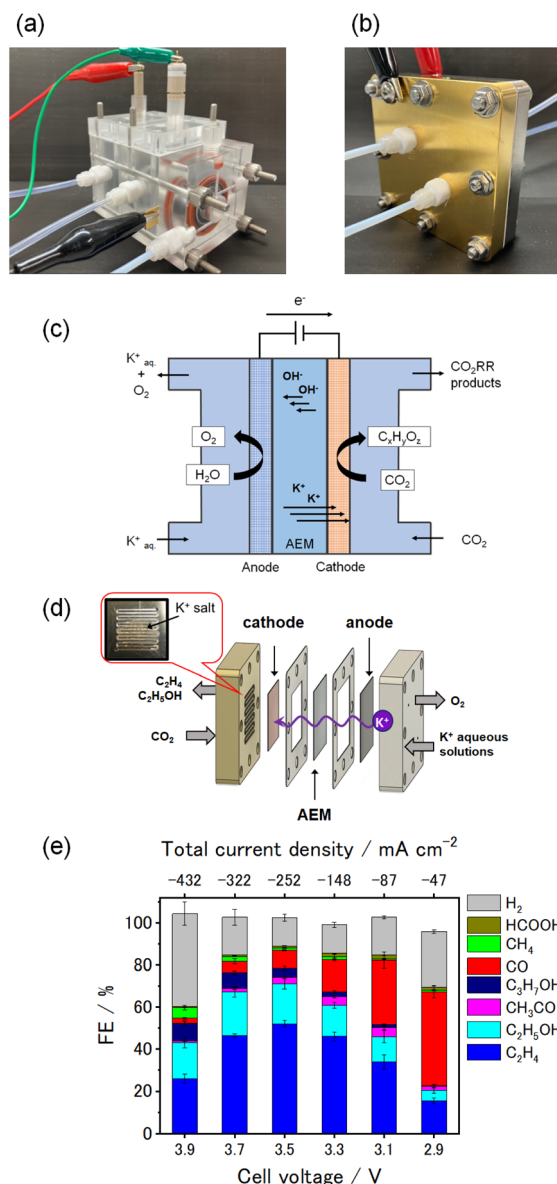 (a)
(b)
(c)
e-
K+ aq.
+
O2
OH-
OH-
CO2RR
products
O2
CxHyOz
H2O
CO2
K+
K+
K+ aq.
AEM
CO2
Anode
Cathode
(d)
K+ salt
cathode
anode
C2H4
C2H5OH
O2
K+
CO2
K+ aqueous
solutions
AEM
(e)
Total current density / mA cm−2
−432 −322 −252 −148 −87 −47
FE / %
100
80
60
40
20
0
H2
HCOOH
CH4
CO
C3H7OH
CH3CO
C2H5OH
C2H4
3.9 3.7 3.5 3.3 3.1 2.9
Cell voltage / V